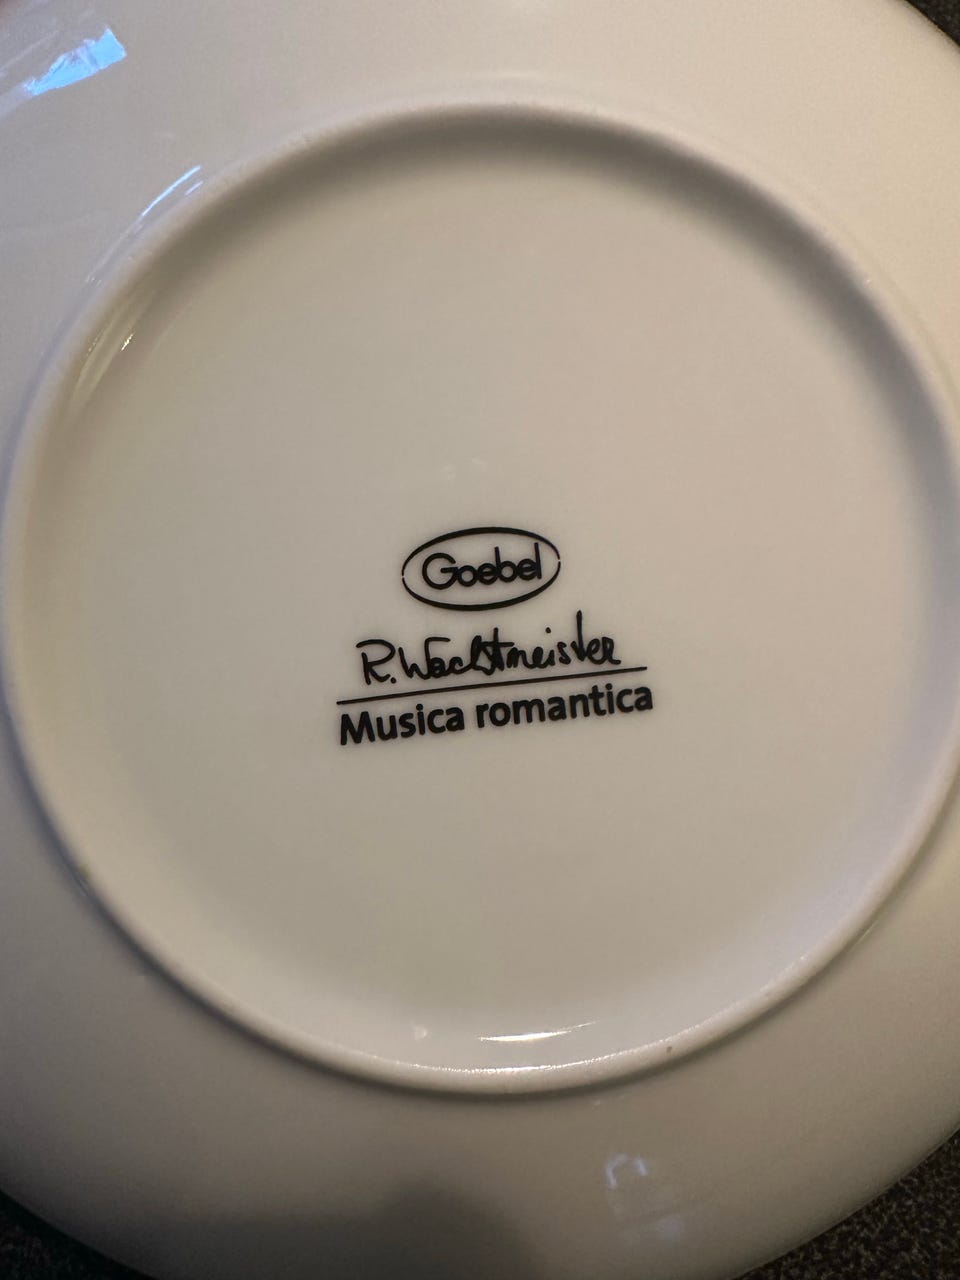 Goebel
R. Wachtmeister
Musica romantica